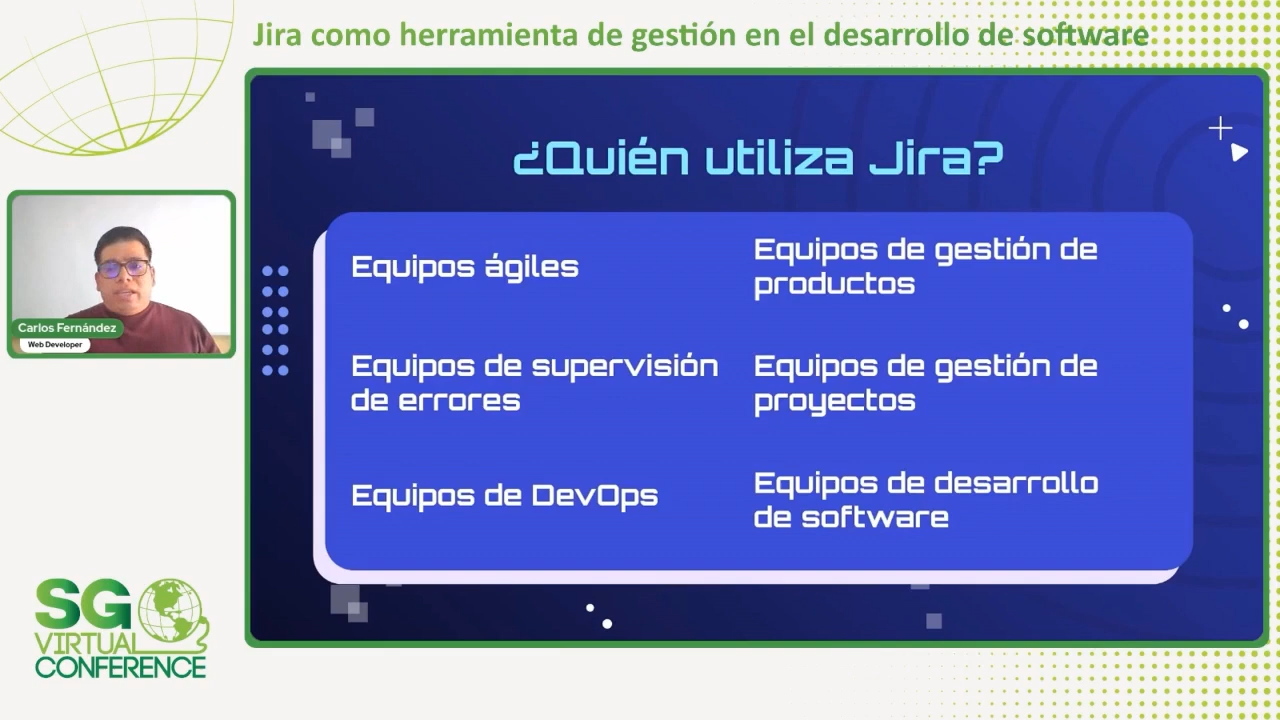 Jira como herramienta de gestión en el desarrollo de software
¿Quién utiliza Jira?
Equipos ágiles
Equipos de gestión de
productos
Equipos de supervisión
de errores
Equipos de gestión de
proyectos
Equipos de DevOps
Equipos de desarrollo
de software
Carlos Fernández
Web Developer
SG
VIRTUAL
CONFERENCE